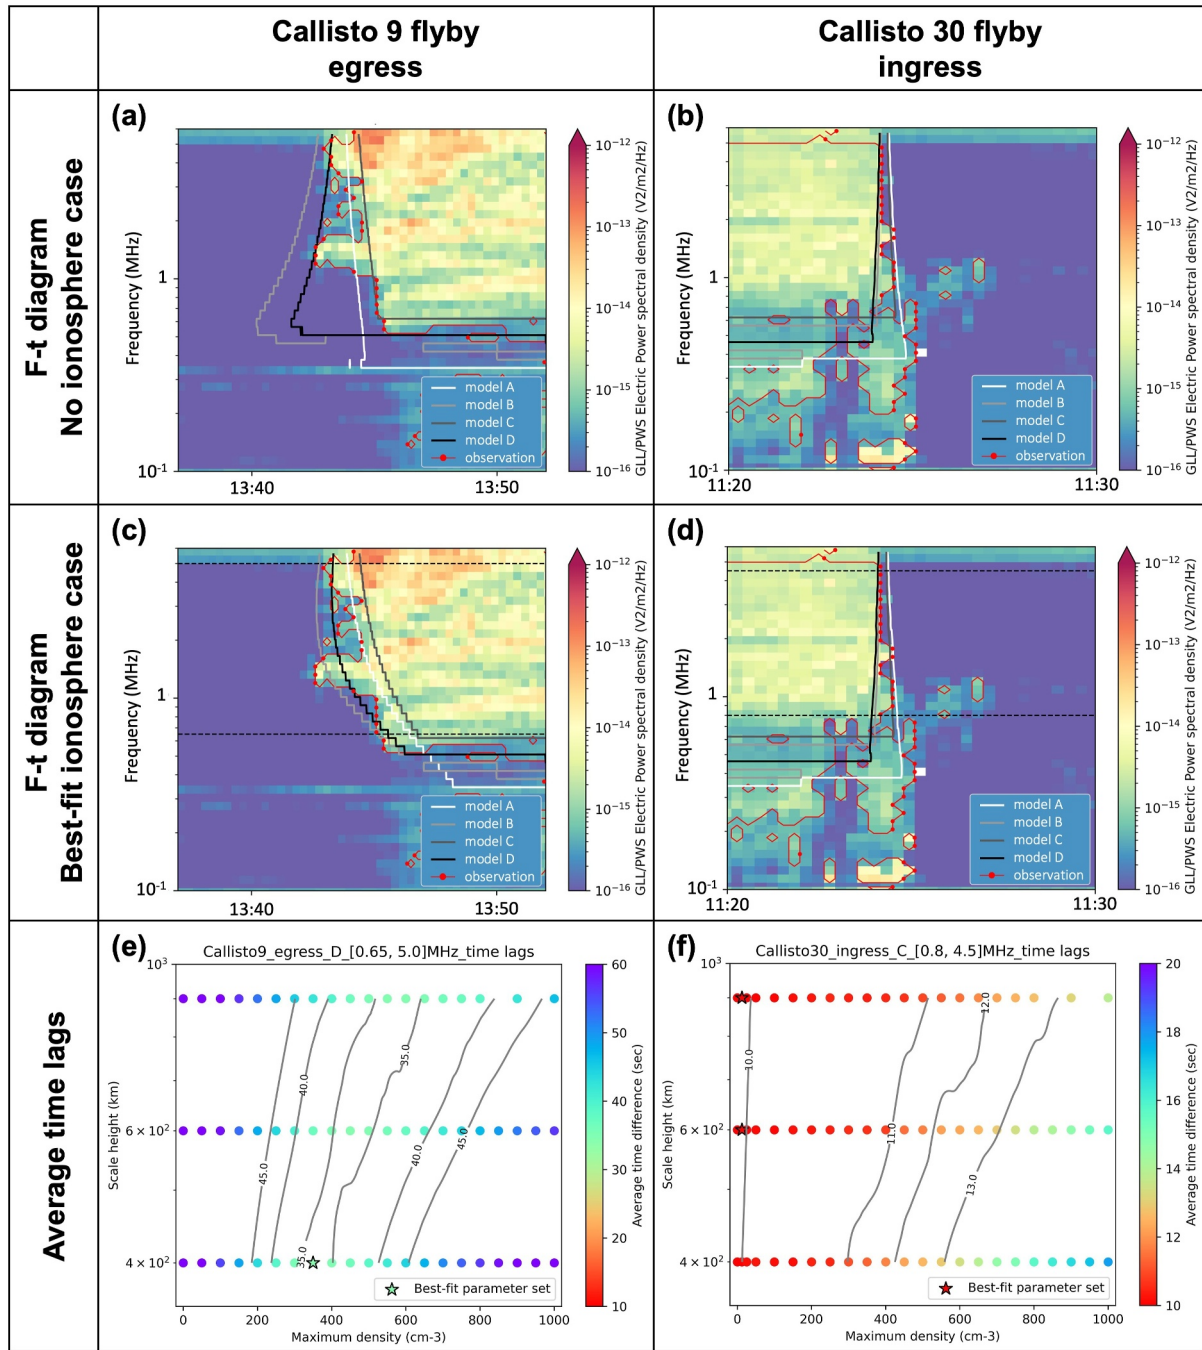 Callisto 9 flyby
egress
Callisto 30 flyby
ingress
F-t diagram
No ionosphere case
(a)
Frequency (MHz)
1
10⁻¹
13:40
13:50
model A
model B
model C
model D
observation
10⁻¹²
10⁻¹³
10⁻¹⁴
10⁻¹⁵
10⁻¹⁶
GLL/PWS Electric Power spectral density (V2/m2/Hz)
(b)
Frequency (MHz)
1
10⁻¹
11:20
11:30
model A
model B
model C
model D
observation
10⁻¹²
10⁻¹³
10⁻¹⁴
10⁻¹⁵
10⁻¹⁶
GLL/PWS Electric Power spectral density (V2/m2/Hz)
F-t diagram
Best-fit ionosphere case
(c)
Frequency (MHz)
1
10⁻¹
13:40
13:50
model A
model B
model C
model D
observation
10⁻¹²
10⁻¹³
10⁻¹⁴
10⁻¹⁵
10⁻¹⁶
GLL/PWS Electric Power spectral density (V2/m2/Hz)
(d)
Frequency (MHz)
1
10⁻¹
11:20
11:30
model A
model B
model C
model D
observation
10⁻¹²
10⁻¹³
10⁻¹⁴
10⁻¹⁵
10⁻¹⁶
GLL/PWS Electric Power spectral density (V2/m2/Hz)
Average time lags
(e)
Callisto9_egress_D_[0.65, 5.0]MHz_time lags
10³
6 × 10²
4 × 10²
Scale height (km)
45.0
40.0
35.0
35.0
40.0
45.0
Best-fit parameter set
0
200
400
600
800
1000
Maximum density (cm-3)
60
50
40
30
20
10
Average time difference (sec)
(f)
Callisto30_ingress_C_[0.8, 4.5]MHz_time lags
10³
6 × 10²
4 × 10²
Scale height (km)
10.0
11.0
12.0
13.0
Best-fit parameter set
0
200
400
600
800
1000
Maximum density (cm-3)
20
18
16
14
12
10
Average time difference (sec)